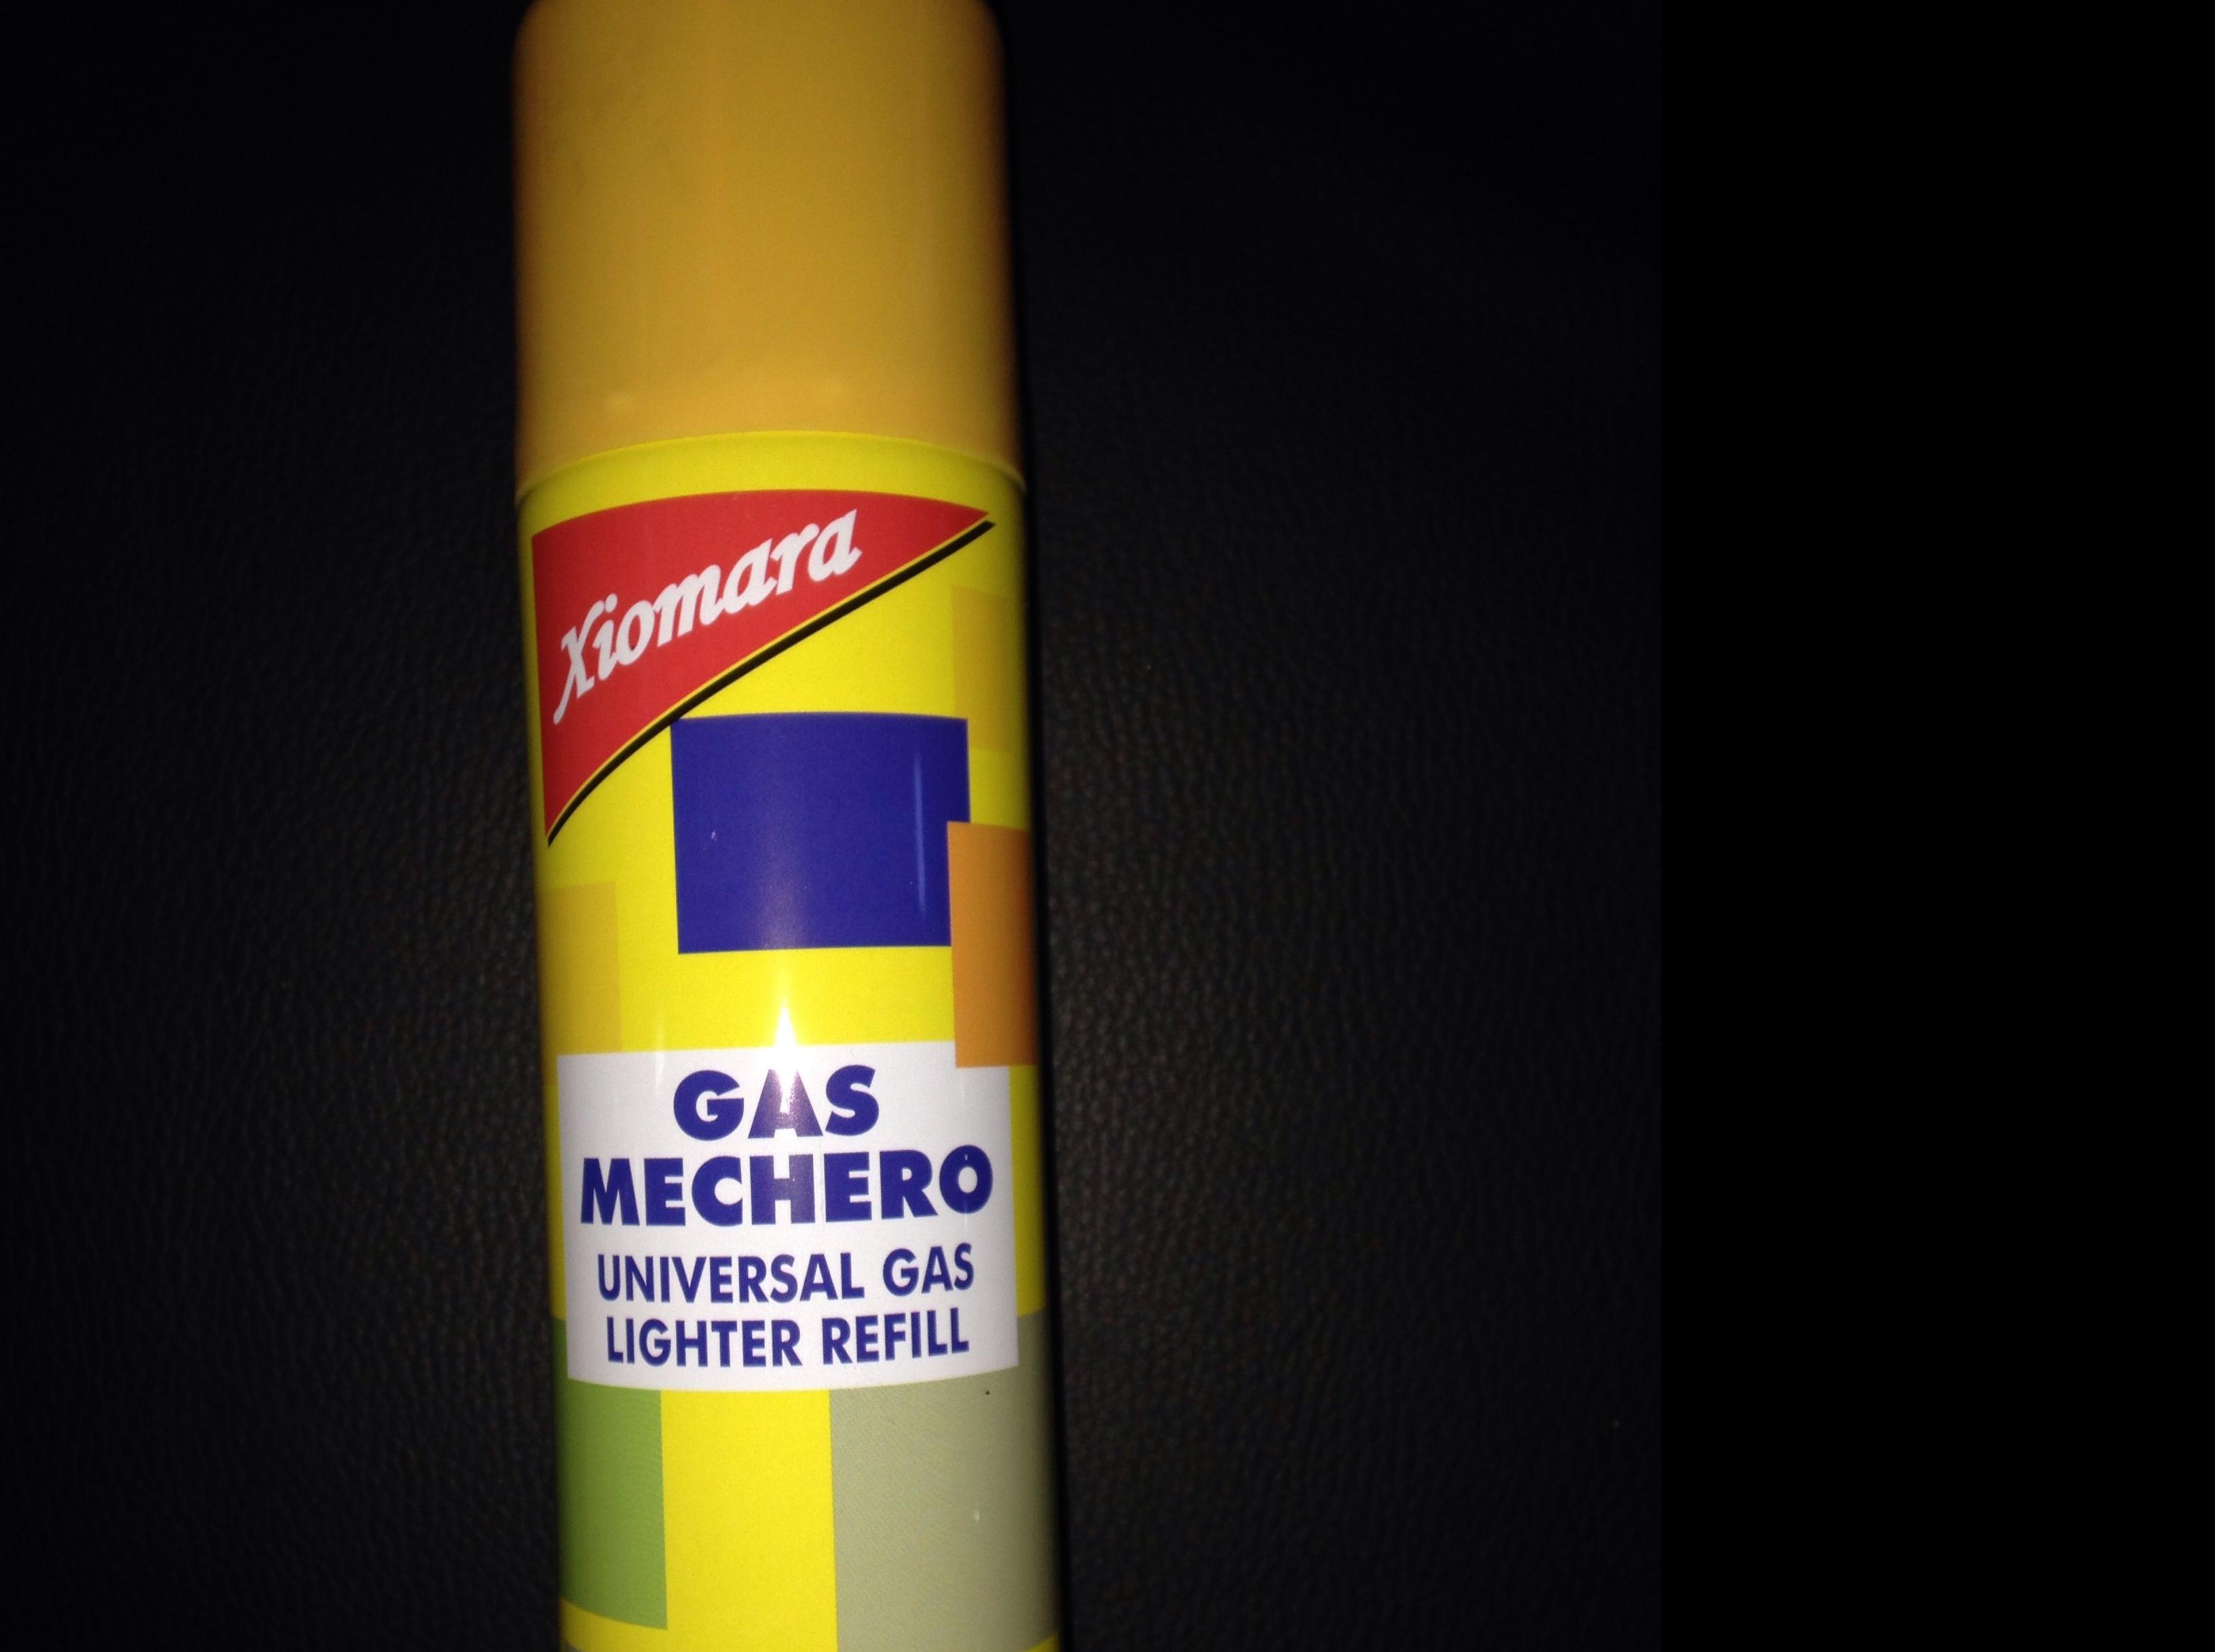 Xiomara
GAS
MECHERO
UNIVERSAL GAS
LIGHTER REFILL